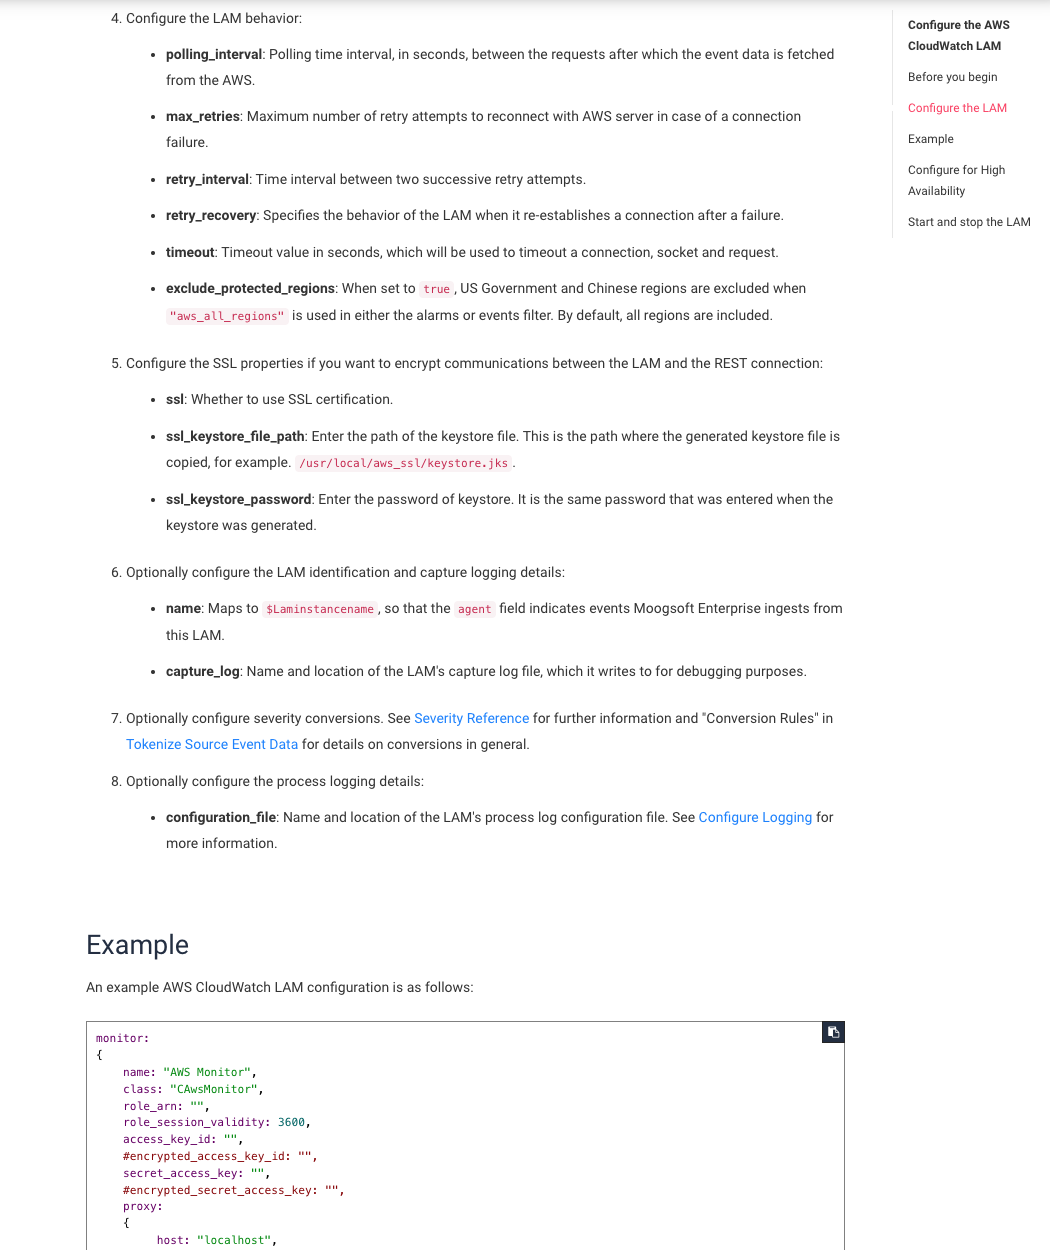 4. Configure the LAM behavior:
• polling_interval: Polling time interval, in seconds, between the requests after which the event data is fetched
from the AWS.
• max_retries: Maximum number of retry attempts to reconnect with AWS server in case of a connection
failure.
• retry_interval: Time interval between two successive retry attempts.
• retry_recovery: Specifies the behavior of the LAM when it re-establishes a connection after a failure.
• timeout: Timeout value in seconds, which will be used to timeout a connection, socket and request.
• exclude_protected_regions: When set to true, US Government and Chinese regions are excluded when
"aws_all_regions" is used in either the alarms or events filter. By default, all regions are included.
5. Configure the SSL properties if you want to encrypt communications between the LAM and the REST connection:
• ssl: Whether to use SSL certification.
• ssl_keystore_file_path: Enter the path of the keystore file. This is the path where the generated keystore file is
copied, for example. /usr/local/aws_ssl/keystore.jks.
• ssl_keystore_password: Enter the password of keystore. It is the same password that was entered when the
keystore was generated.
6. Optionally configure the LAM identification and capture logging details:
• name: Maps to $Laminstancename, so that the agent field indicates events Moogsoft Enterprise ingests from
this LAM.
• capture_log: Name and location of the LAM's capture log file, which it writes to for debugging purposes.
7. Optionally configure severity conversions. See Severity Reference for further information and "Conversion Rules" in
Tokenize Source Event Data for details on conversions in general.
8. Optionally configure the process logging details:
• configuration_file: Name and location of the LAM's process log configuration file. See Configure Logging for
more information.
Example
An example AWS CloudWatch LAM configuration is as follows:
monitor:
{
name: "AWS Monitor",
class: "CAwsMonitor",
role_arn: "",
role_session_validity: 3600,
access_key_id: "",
#encrypted_access_key_id: "",
secret_access_key: "",
#encrypted_secret_access_key: "",
proxy:
{
host: "localhost",
Configure the AWS
CloudWatch LAM
Before you begin
Configure the LAM
Example
Configure for High
Availability
Start and stop the LAM